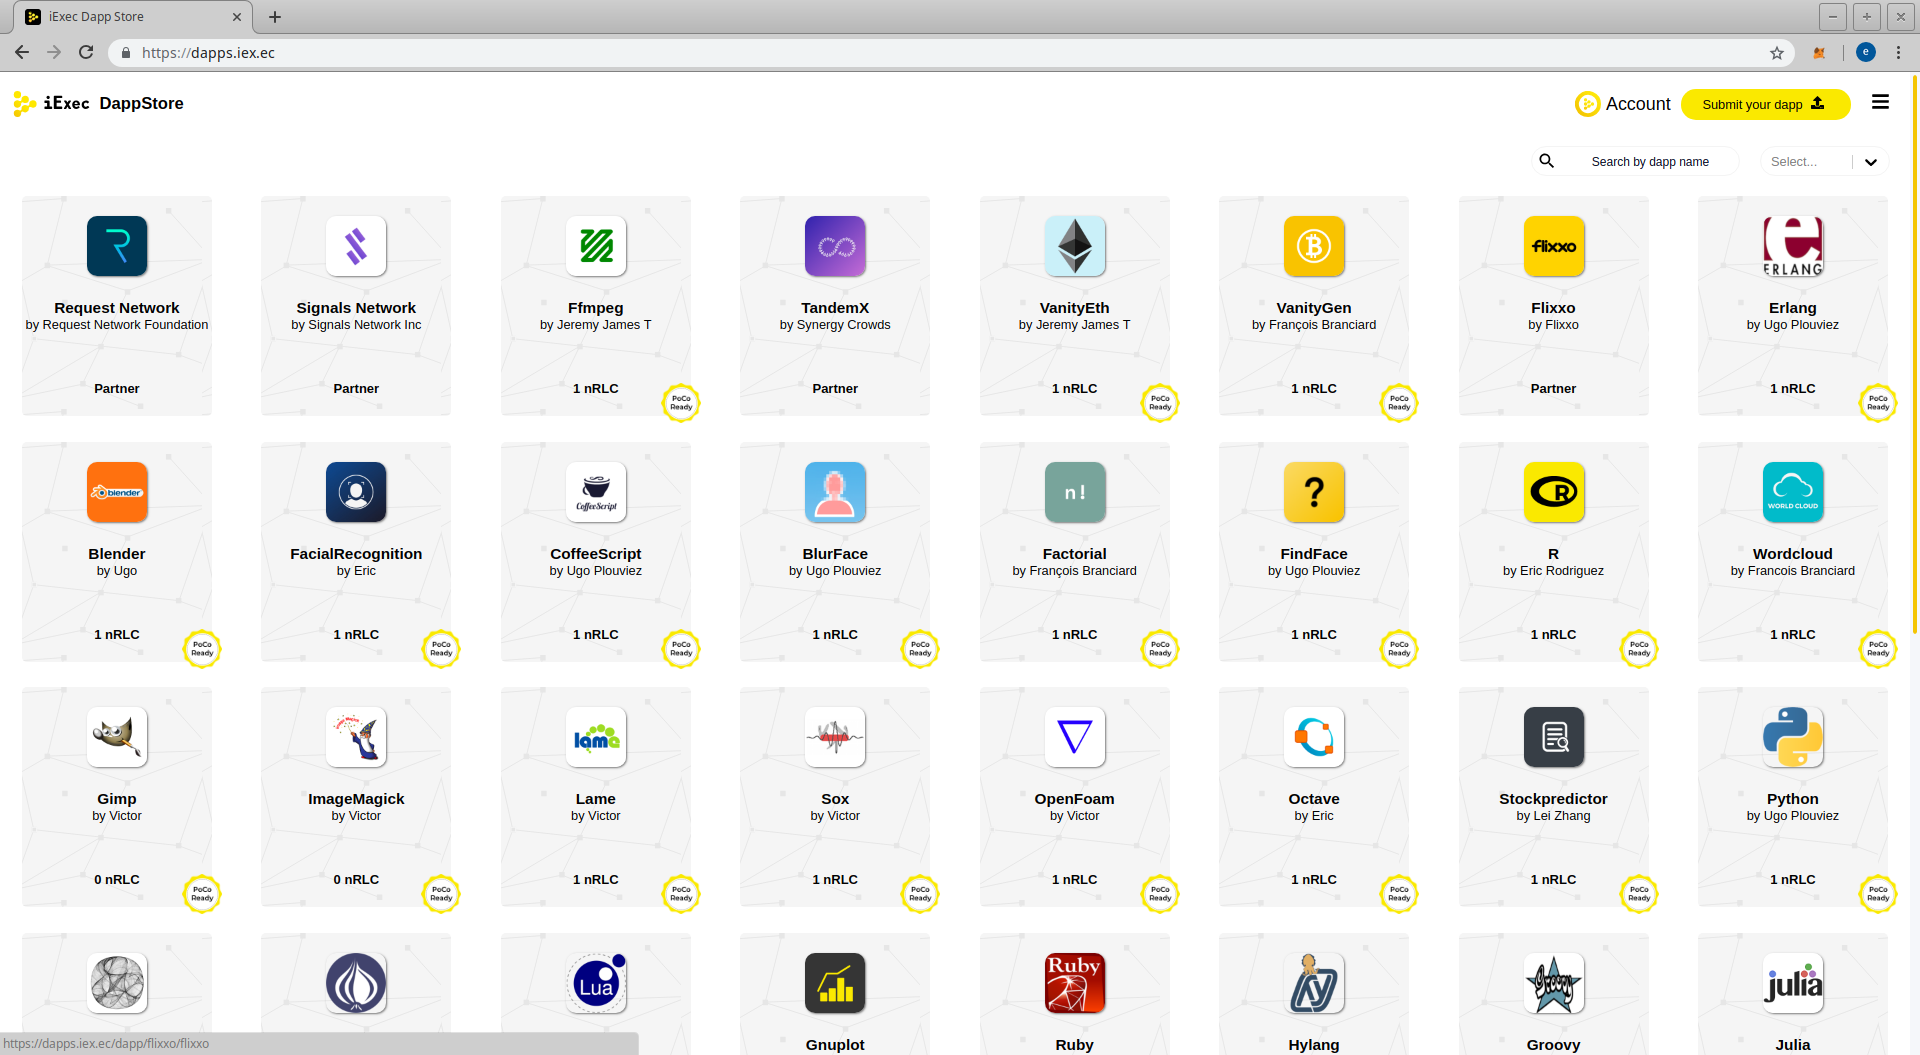 iExec Dapp Store
https://dapps.iex.ec
e
iExec DappStore
Account
Submit your dapp
Search by dapp name
Select...
flixxo
ERLANG
Request Network
by Request Network Foundation
Partner
Signals Network
by Signals Network Inc
Partner
Ffmpeg
by Jeremy James T
1 nRLC
PoCo
Ready
TandemX
by Synergy Crowds
Partner
VanityEth
by Jeremy James T
1 nRLC
PoCo
Ready
VanityGen
by François Branciard
1 nRLC
PoCo
Ready
Flixxo
by Flixxo
Partner
Erlang
by Ugo Plouviez
1 nRLC
PoCo
Ready
blender
Blender
by Ugo
1 nRLC
PoCo
Ready
FacialRecognition
by Eric
1 nRLC
PoCo
Ready
CoffeeScript
CoffeeScript
by Ugo Plouviez
1 nRLC
PoCo
Ready
BlurFace
by Ugo Plouviez
1 nRLC
PoCo
Ready
n!
Factorial
by François Branciard
1 nRLC
PoCo
Ready
?
FindFace
by Ugo Plouviez
1 nRLC
PoCo
Ready
R
R
by Eric Rodriguez
1 nRLC
PoCo
Ready
WORLD CLOUD
Wordcloud
by Francois Branciard
1 nRLC
PoCo
Ready
Gimp
by Victor
0 nRLC
PoCo
Ready
ImageMagick
by Victor
0 nRLC
PoCo
Ready
lame
Lame
by Victor
1 nRLC
PoCo
Ready
Sox
by Victor
1 nRLC
PoCo
Ready
OpenFoam
by Victor
1 nRLC
PoCo
Ready
Octave
by Eric
1 nRLC
PoCo
Ready
Stockpredictor
by Lei Zhang
1 nRLC
PoCo
Ready
Python
by Ugo Plouviez
1 nRLC
PoCo
Ready
Lua
Gnuplot
Ruby
Ruby
Hylang
Groovy
Groovy
julia
Julia
https://dapps.iex.ec/dapp/flixxo/flixxo